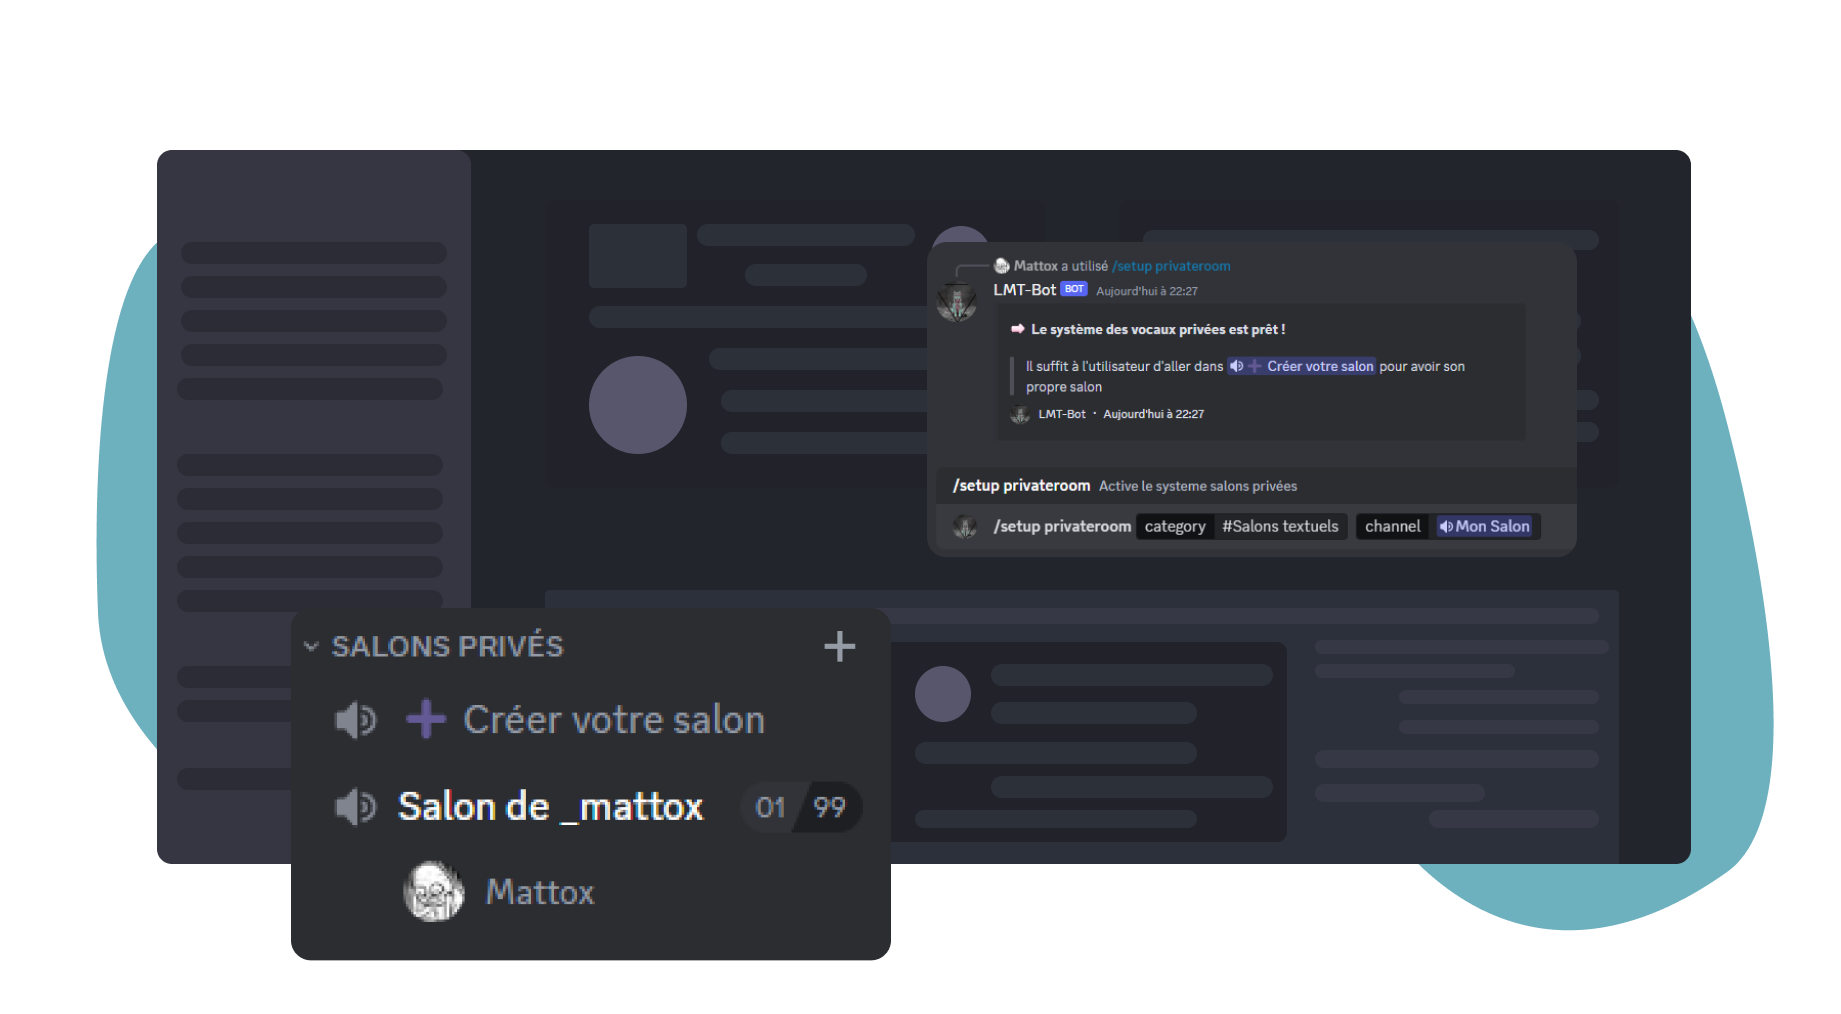 Mattox a utilisé /setup privateroom
LMT-Bot BOT Aujourd'hui à 22:27
Le système des vocaux privées est prêt !
Il suffit à l'utilisateur d'aller dans Créer votre salon pour avoir son
propre salon
LMT-Bot · Aujourd'hui à 22:27
/setup privateroom Active le systeme salons privées
/setup privateroom category #Salons textuels channel Mon Salon
SALONS PRIVÉS
Créer votre salon
Salon de _mattox 01 99
Mattox